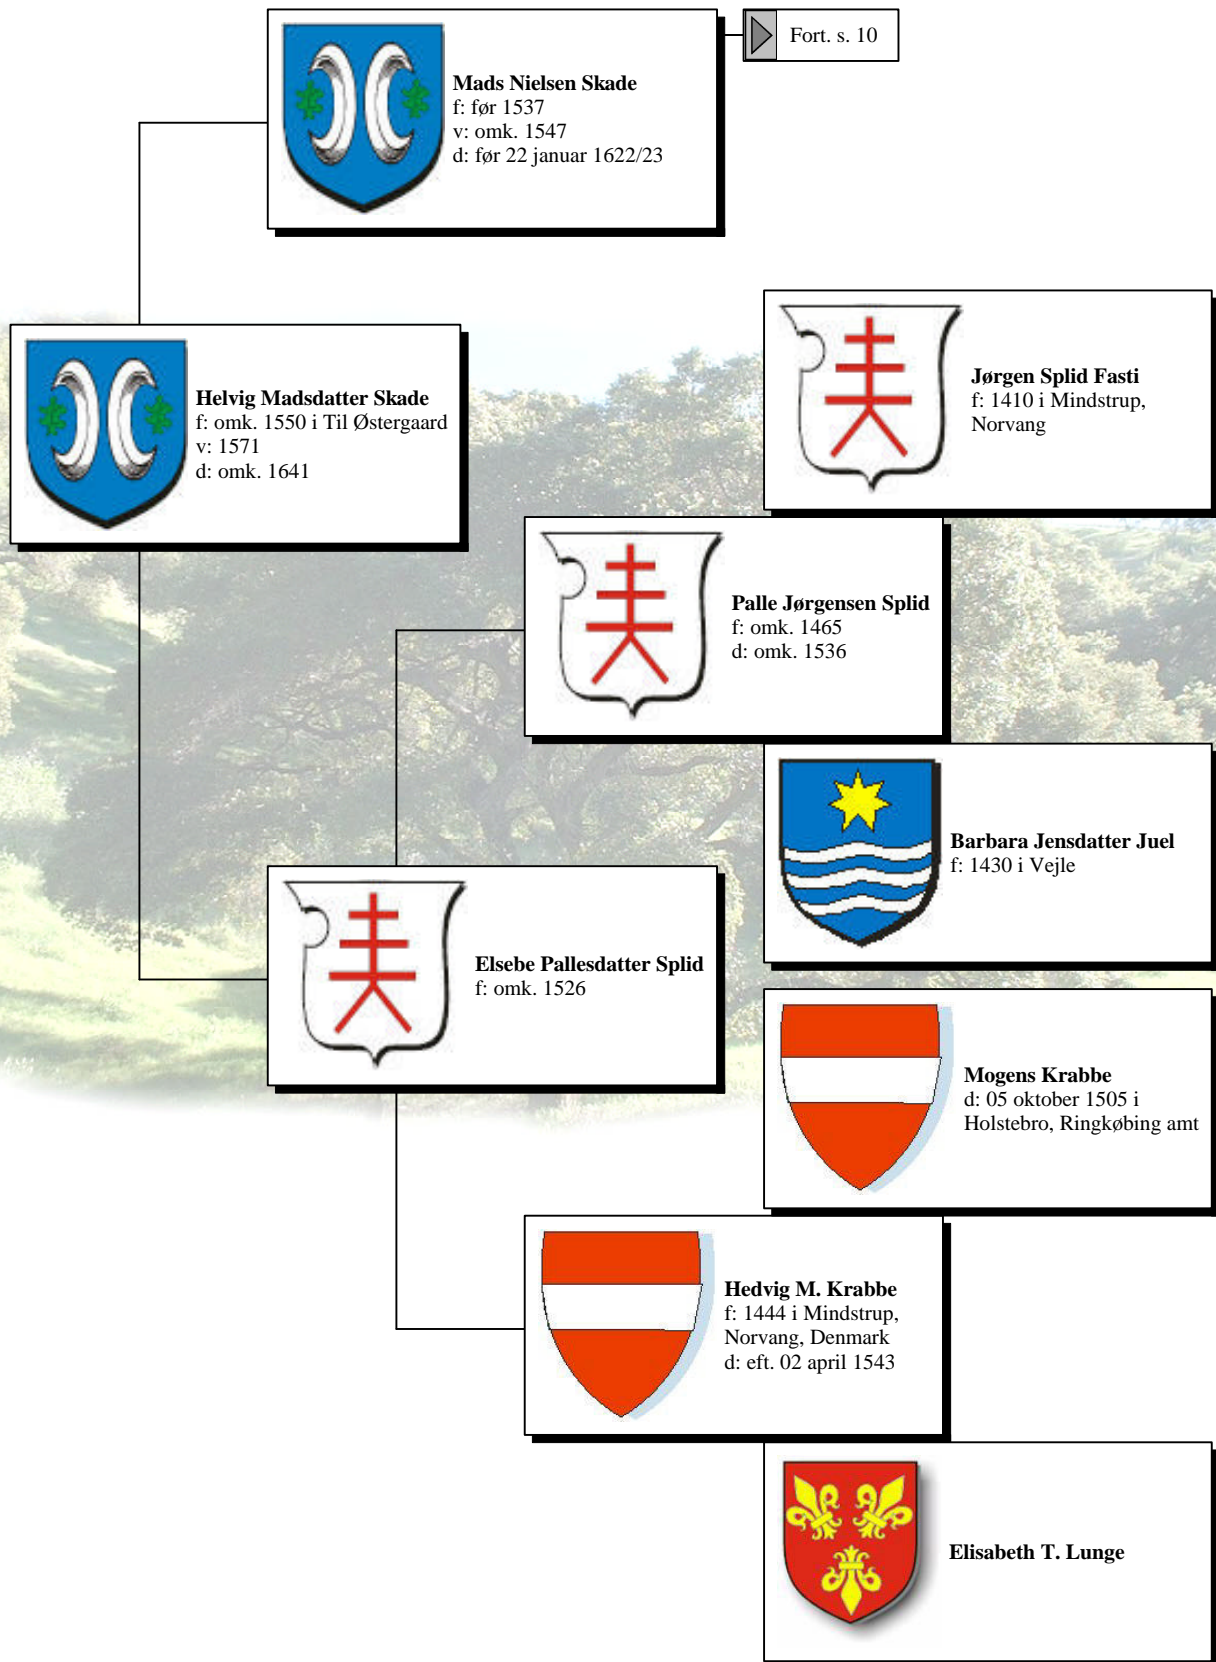 Fort. s. 10
Mads Nielsen Skade
f: før 1537
v: omk. 1547
d: før 22 januar 1622/23
Helvig Madsdatter Skade
f: omk. 1550 i Til Østergaard
v: 1571
d: omk. 1641
Jørgen Splid Fasti
f: 1410 i Mindstrup,
Norvang
Palle Jørgensen Splid
f: omk. 1465
d: omk. 1536
Barbara Jensdatter Juel
f: 1430 i Vejle
Elsebe Pallesdatter Splid
f: omk. 1526
Mogens Krabbe
d: 05 oktober 1505 i
Holstebro, Ringkøbing amt
Hedvig M. Krabbe
f: 1444 i Mindstrup,
Norvang, Denmark
d: eft. 02 april 1543
Elisabeth T. Lunge